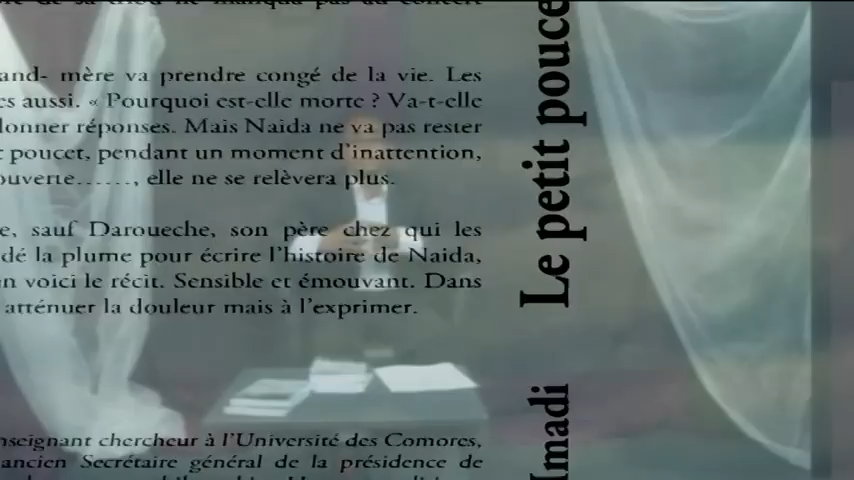 mère va prendre congé de la vie. Les
aussi. « Pourquoi est-elle morte ? Va-t-elle
donner réponses. Mais Naida ne va pas rester
poucet, pendant un moment d'inattention,
ouverte......, elle ne se relèvera plus.
sauf Daroueche, son père chez qui les
dé la plume pour écrire l'histoire de Naida,
voici le récit. Sensible et émouvant. Dans
atténuer la douleur mais à l'exprimer.
enseignant chercheur à l'Université des Comores,
ancien Secrétaire général de la présidence de
Le petit pouce
Imadi